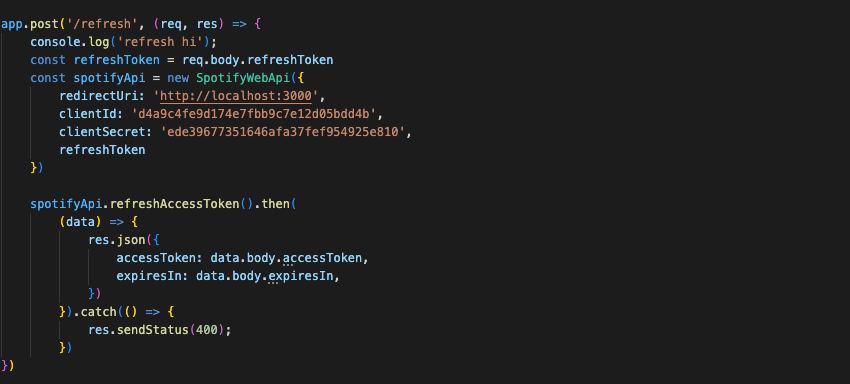 app.post('/refresh', (req, res) => {
console.log('refresh hi');
const refreshToken = req.body.refreshToken
const spotifyApi = new SpotifyWebApi({
redirectUri: 'http://localhost:3000',
clientId: 'd4a9c4fe9d174e7fbb9c7e12d05bdd4b',
clientSecret: 'ede39677351646afa37fef954925e810',
refreshToken
})
spotifyApi.refreshAccessToken().then(
(data) => {
res.json({
accessToken: data.body.accessToken,
expiresIn: data.body.expiresIn,
})
}).catch(() => {
res.sendStatus(400);
})
})